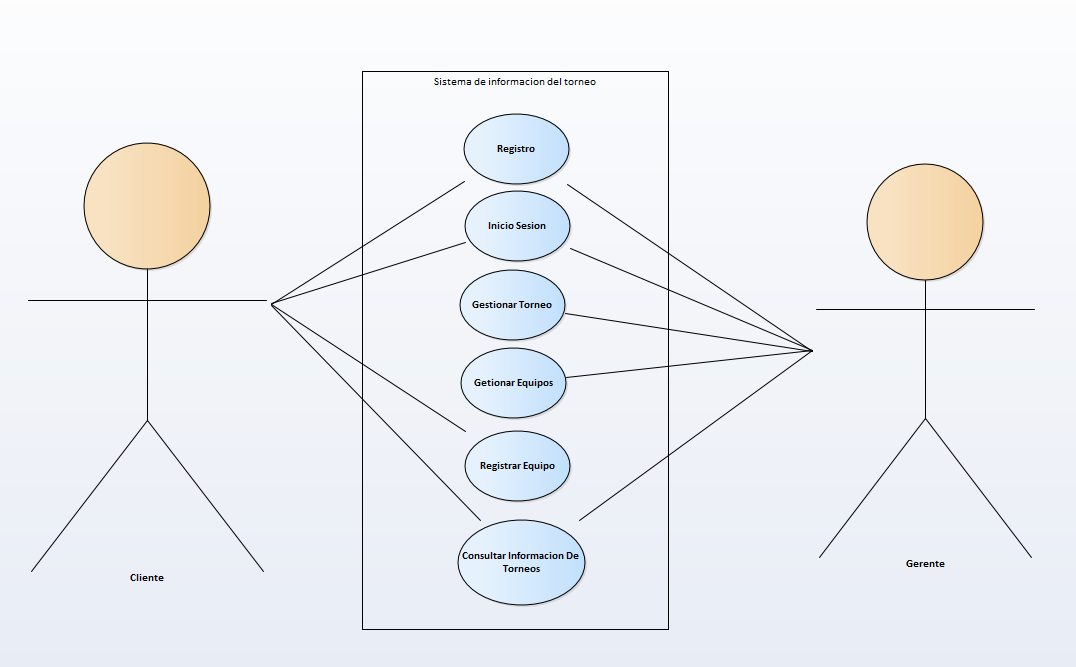 Sistema de informacion del torneo
Registro
Inicio Sesion
Gestionar Torneo
Getionar Equipos
Registrar Equipo
Consultar Informacion De
Torneos
Cliente
Gerente